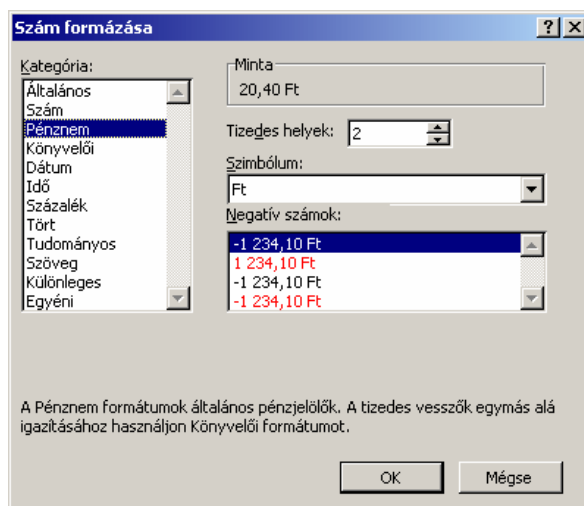 Szám formázása
Kategória:
Általános
Szám
Pénznem
Könyvelői
Dátum
Idő
Százalék
Tört
Tudományos
Szöveg
Különleges
Egyéni
Minta
20,40 Ft
Tizedes helyek: 2
Szimbólum:
Ft
Negatív számok:
-1 234,10 Ft
1 234,10 Ft
-1 234,10 Ft
-1 234,10 Ft
A Pénznem formátumok általános pénzjelölők. A tizedes vesszők egymás alá
igazításához használjon Könyvelői formátumot.
OK Mégse